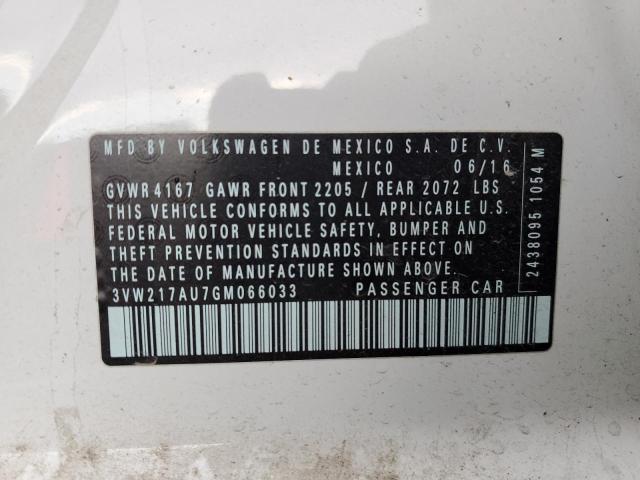 MFD BY VOLKSWAGEN DE MEXICO S.A. DE C.V.
MEXICO 06/16
GVWR 4167 GAWR FRONT 2205 / REAR 2072 LBS
THIS VEHICLE CONFORMS TO ALL APPLICABLE U.S.
FEDERAL MOTOR VEHICLE SAFETY, BUMPER AND
THEFT PREVENTION STANDARDS IN EFFECT ON
THE DATE OF MANUFACTURE SHOWN ABOVE.
3VW217AU7GM066033 PASSENGER CAR
2438095 1054 M